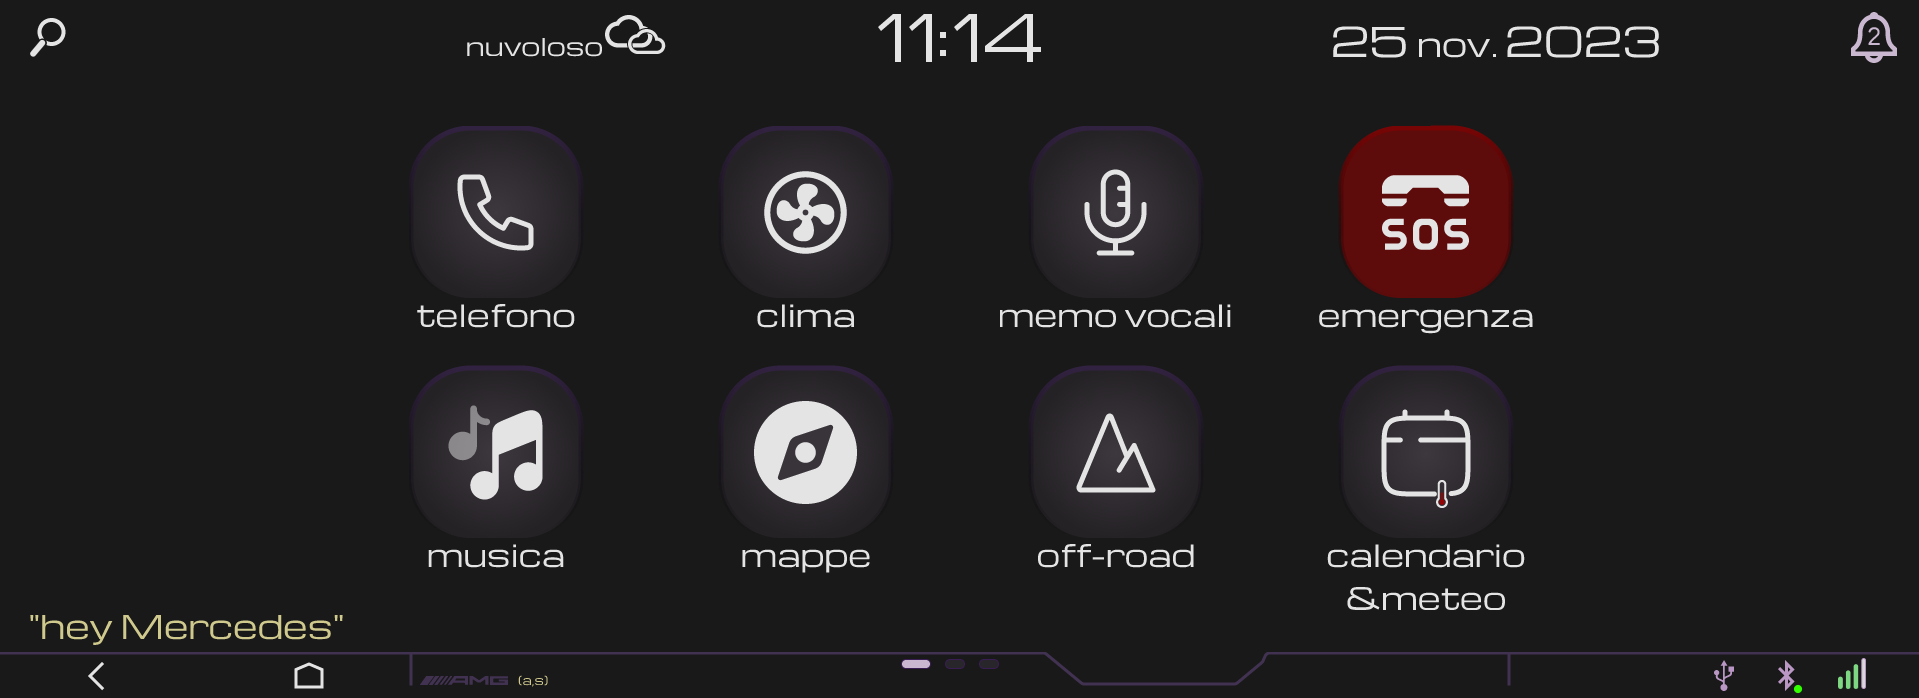 nuvoloso
11:14
25 nov. 2023
2
telefono
clima
memo vocali
SOS
emergenza
musica
mappe
off-road
calendario
&meteo
"hey Mercedes"
AMG (a,s)